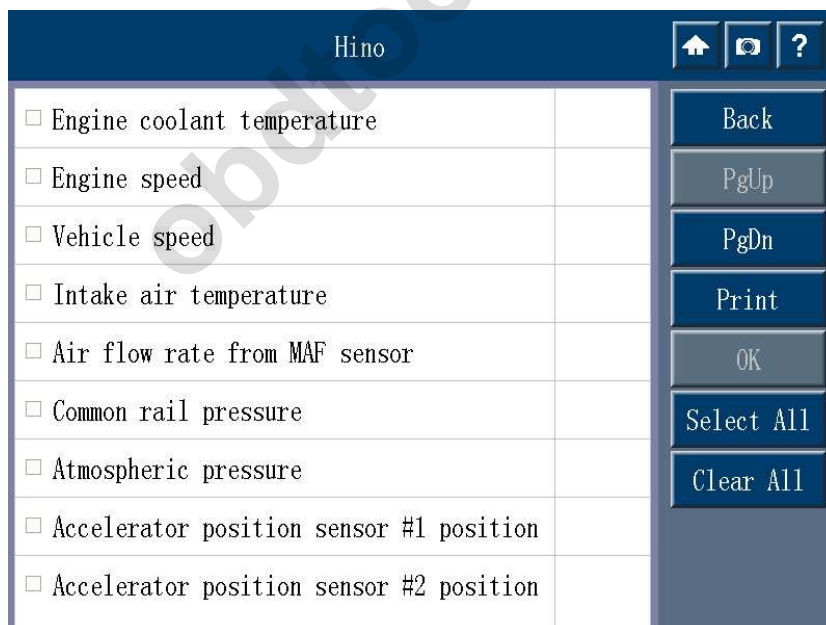 Hino
?
Engine coolant temperature
Engine speed
Vehicle speed
Intake air temperature
Air flow rate from MAF sensor
Common rail pressure
Atmospheric pressure
Accelerator position sensor #1 position
Accelerator position sensor #2 position
Back
PgUp
PgDn
Print
OK
Select All
Clear All
obdtoo